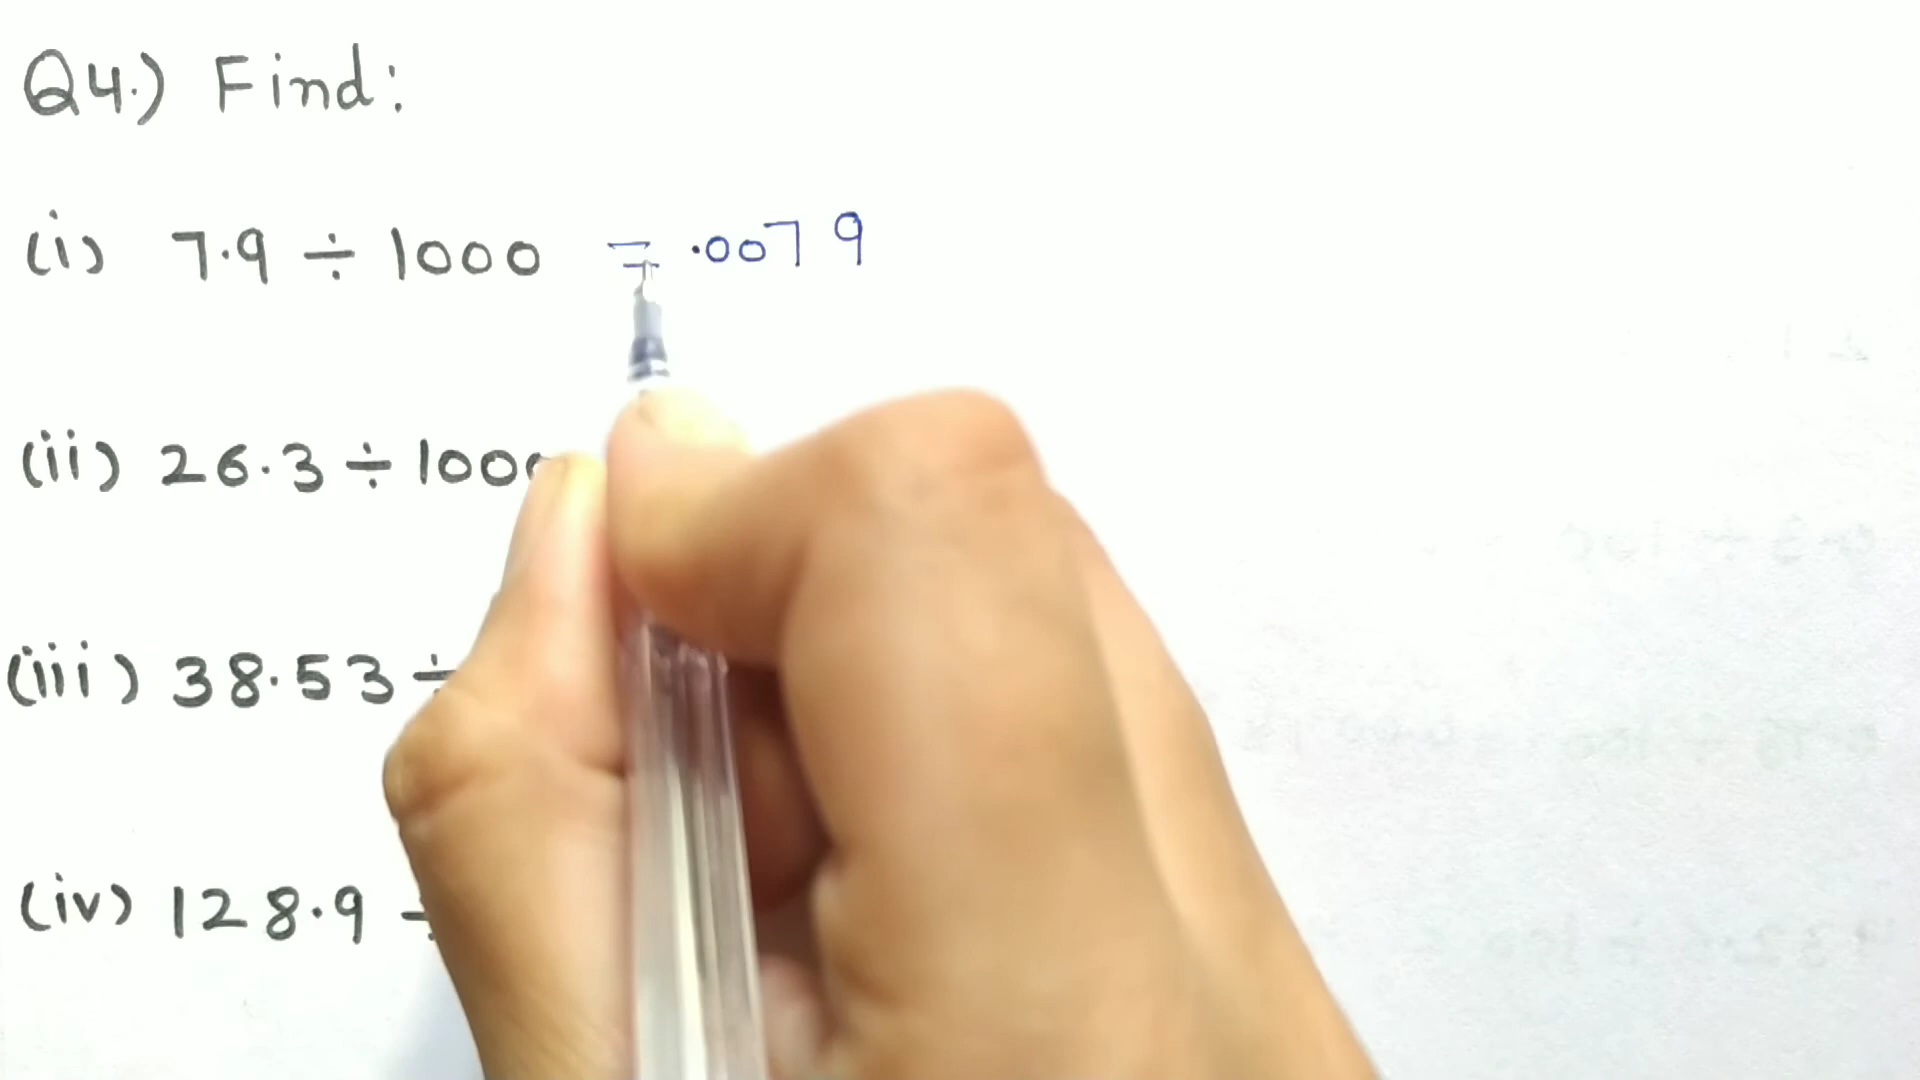 Q4.) Find:
(i) 7.9 ÷ 1000 = .0079
(ii) 26.3 ÷ 100
(iii) 38.53 ÷
(iv) 128.9 ÷